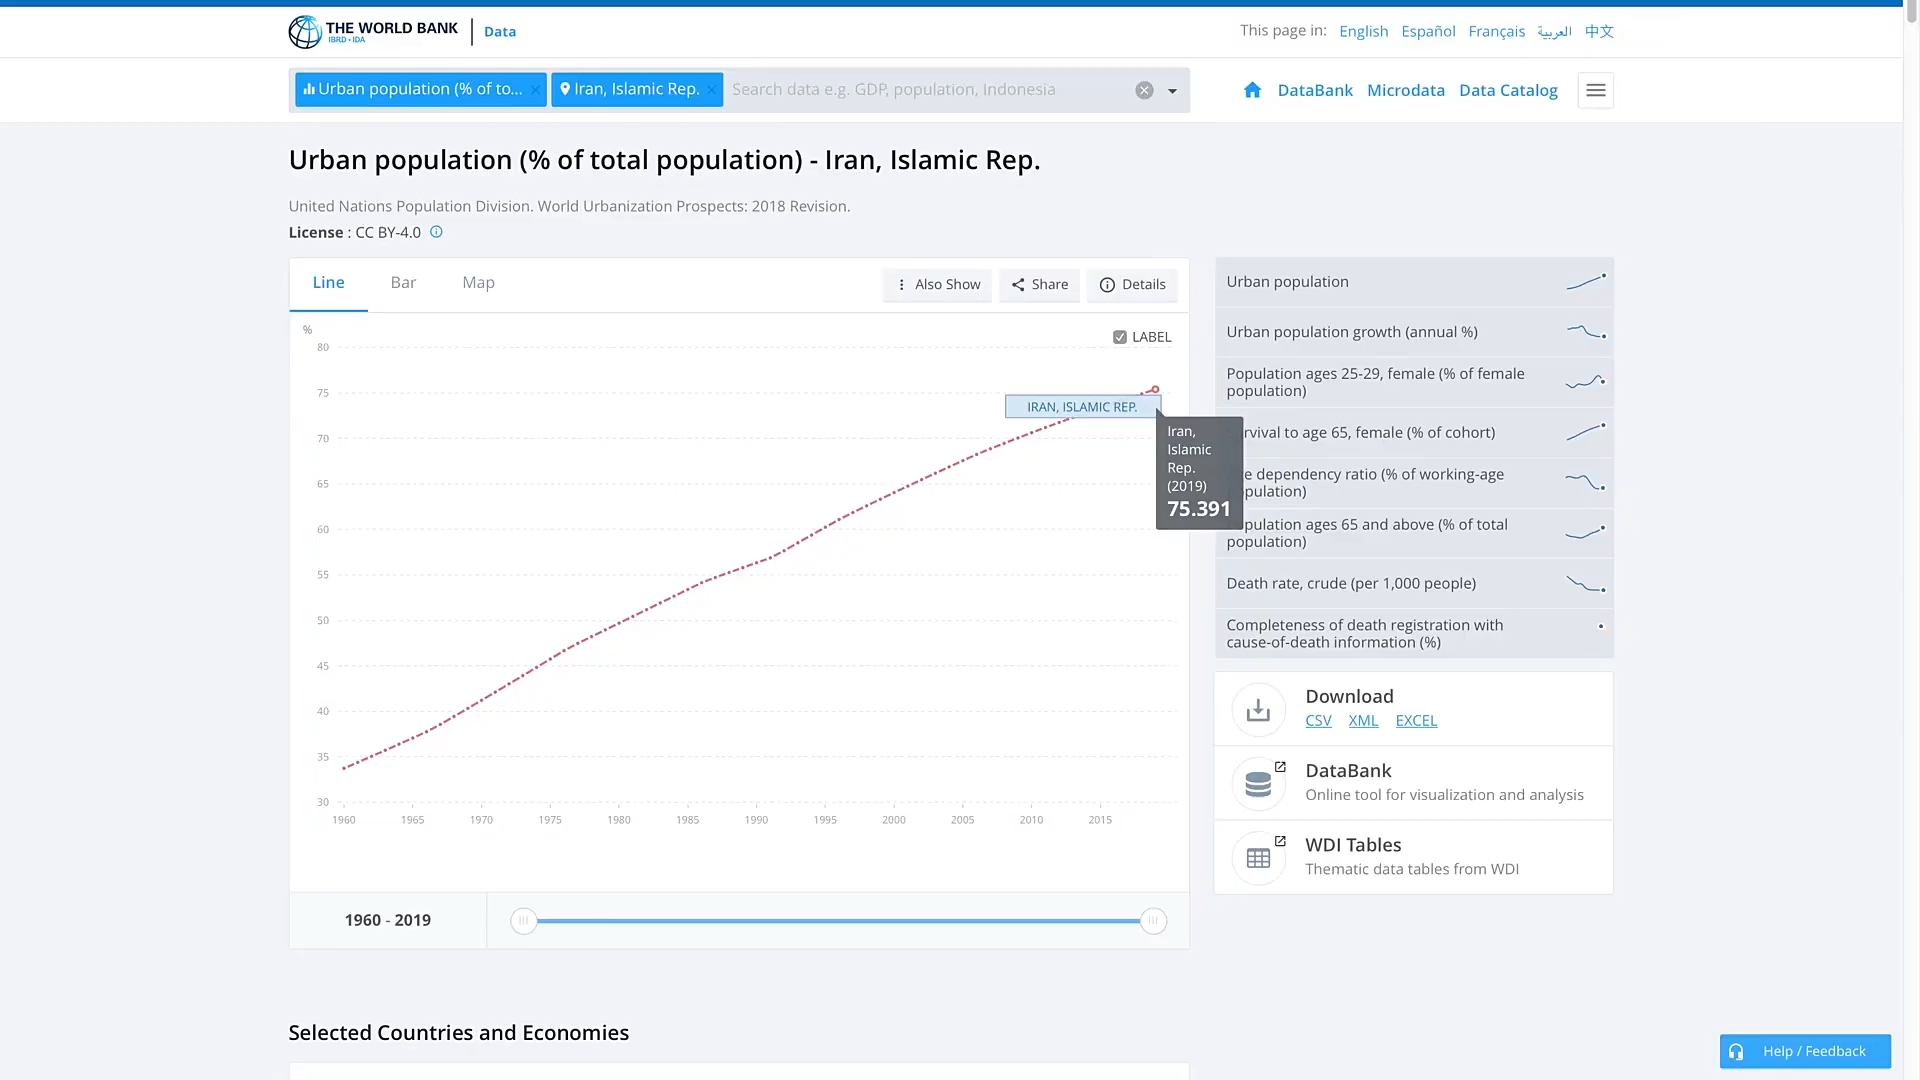 THE WORLD BANK
IBRD • IDA
Data
This page in: English Español Français العربية 中文
Urban population (% of to... ×
Iran, Islamic Rep. ×
Search data e.g. GDP, population, Indonesia
DataBank Microdata Data Catalog
Urban population (% of total population) - Iran, Islamic Rep.
United Nations Population Division. World Urbanization Prospects: 2018 Revision.
License : CC BY-4.0
Line Bar Map
Also Show Share Details
%
LABEL
80
75
70
65
60
55
50
45
40
35
30
IRAN, ISLAMIC REP.
Iran,
Islamic
Rep.
(2019)
75.391
1960 1965 1970 1975 1980 1985 1990 1995 2000 2005 2010 2015
1960 - 2019
Urban population
Urban population growth (annual %)
Population ages 25-29, female (% of female
population)
rvival to age 65, female (% of cohort)
e dependency ratio (% of working-age
pulation)
pulation ages 65 and above (% of total
population)
Death rate, crude (per 1,000 people)
Completeness of death registration with
cause-of-death information (%)
Download
CSV XML EXCEL
DataBank
Online tool for visualization and analysis
WDI Tables
Thematic data tables from WDI
Selected Countries and Economies
Help / Feedback